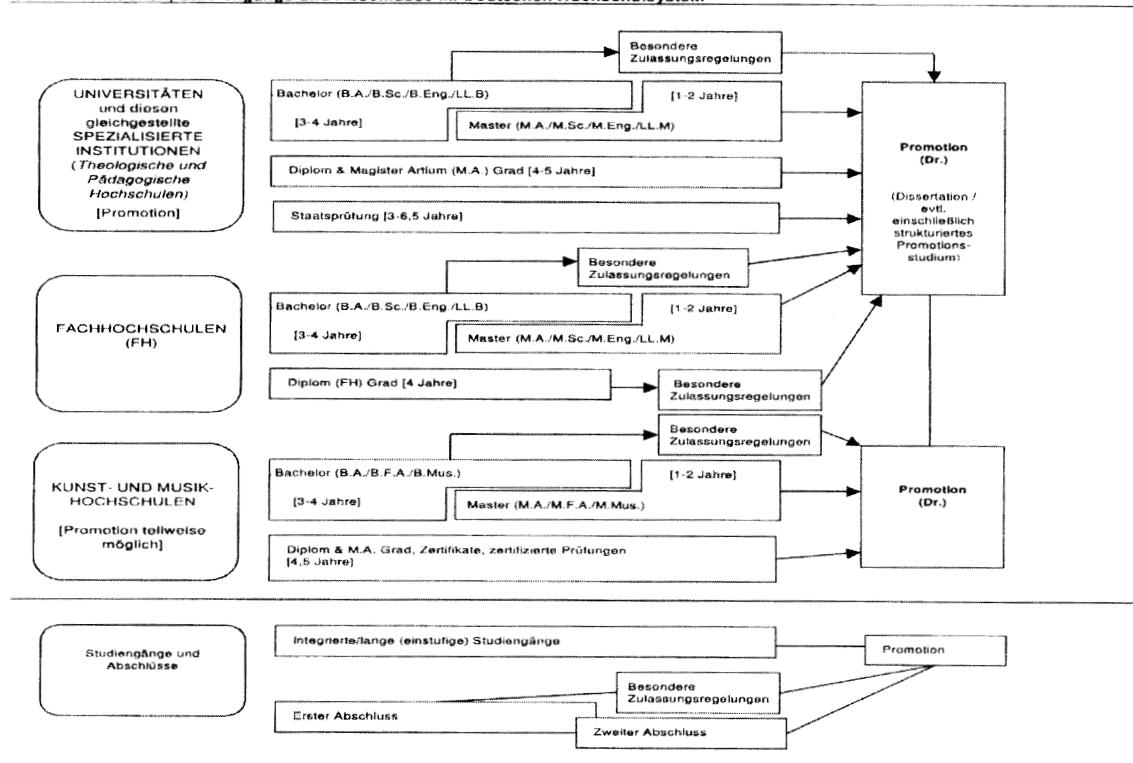 UNIVERSITÄTEN
und diesen
gleichgestellte
SPEZIALISIERTE
INSTITUTIONEN
(Theologische und
Pädagogische
Hochschulen)
[Promotion]
Besondere
Zulassungsregelungen
Bachelor (B.A./B.Sc./B.Eng./LL.B)
[1-2 Jahre]
[3-4 Jahre]
Master (M.A./M.Sc./M.Eng./LL.M)
Diplom & Magister Artium (M.A.) Grad [4-5 Jahre]
Staatsprüfung [3-6,5 Jahre]
Promotion
(Dr.)
(Dissertation /
evtl.
einschließlich
strukturiertes
Promotions-
studium)
FACHHOCHSCHULEN
(FH)
Besondere
Zulassungsregelungen
Bachelor (B.A./B.Sc./B.Eng./LL.B)
[1-2 Jahre]
[3-4 Jahre]
Master (M.A./M.Sc./M.Eng./LL.M)
Diplom (FH) Grad [4 Jahre]
Besondere
Zulassungsregelungen
KUNST- UND MUSIK-
HOCHSCHULEN
[Promotion teilweise
möglich]
Besondere
Zulassungsregelungen
Bachelor (B.A./B.F.A./B.Mus.)
[1-2 Jahre]
[3-4 Jahre]
Master (M.A./M.F.A./M.Mus.)
Diplom & M.A. Grad, Zertifikate, zertifizierte Prüfungen
[4,5 Jahre]
Promotion
(Dr.)
Studiengänge und
Abschlüsse
Integrierte/lange (einstufige) Studiengänge
Promotion
Besondere
Zulassungsregelungen
Erster Abschluss
Zweiter Abschluss